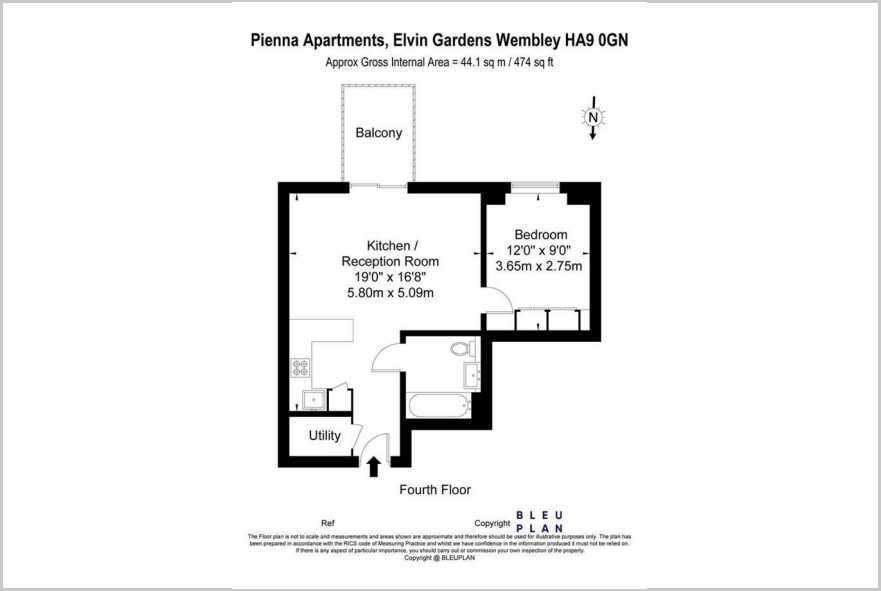 Pienna Apartments, Elvin Gardens Wembley HA9 0GN
Approx Gross Internal Area = 44.1 sq m / 474 sq ft
N
Balcony
Kitchen /
Reception Room
19'0" x 16'8"
5.80m x 5.09m
Bedroom
12'0" x 9'0"
3.65m x 2.75m
Utility
Fourth Floor
Ref
Copyright
BLEU
PLAN
The Floor plan is not to scale and measurements and areas shown are approximate and therefore should be used for illustrative purposes only. The plan has
been prepared in accordance with the RICS code of Measuring Practice and whilst we have confidence in the information produced it must not be relied on.
If there is any aspect of particular importance, you should carry out or commission your own inspection of the property.
Copyright @ BLEUPLAN